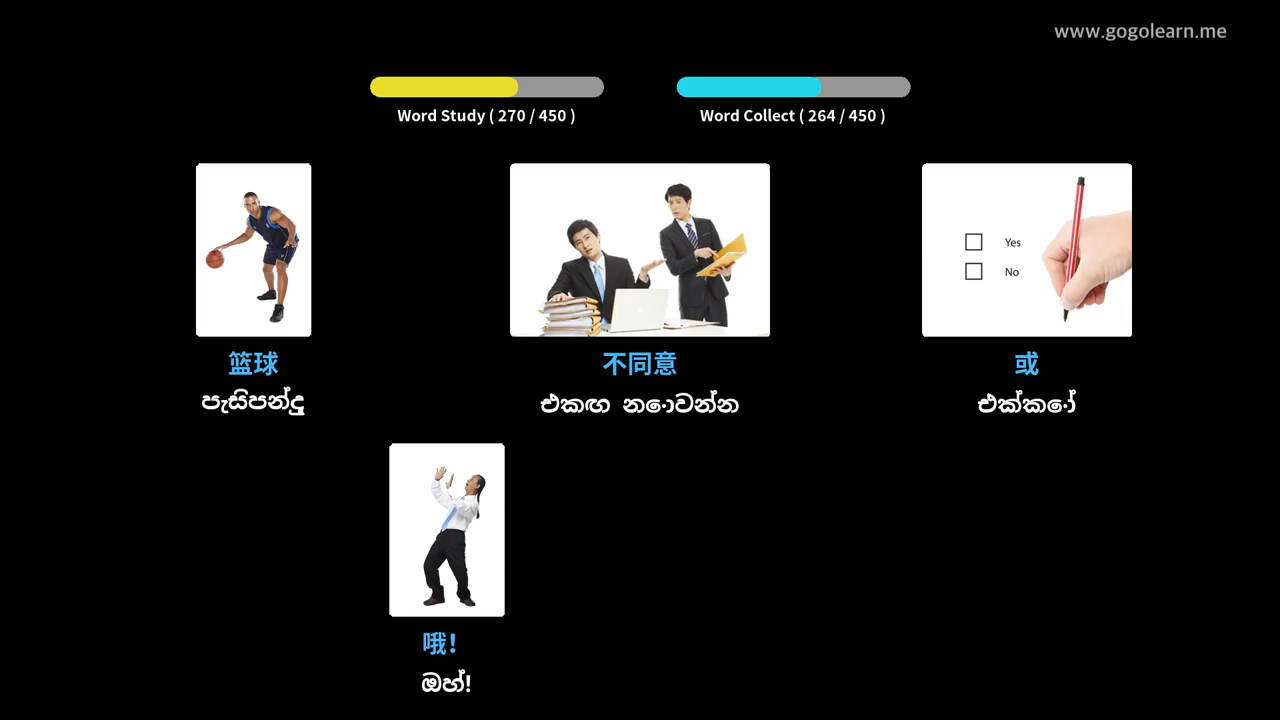 www.gogolearn.me
Word Study ( 270 / 450 )
Word Collect ( 264 / 450 )
Yes
No
篮球
不同意
或
පැසිපන්දු
එකඟ නොවන්න
එක්කෝ
哦!
ඔහ්!